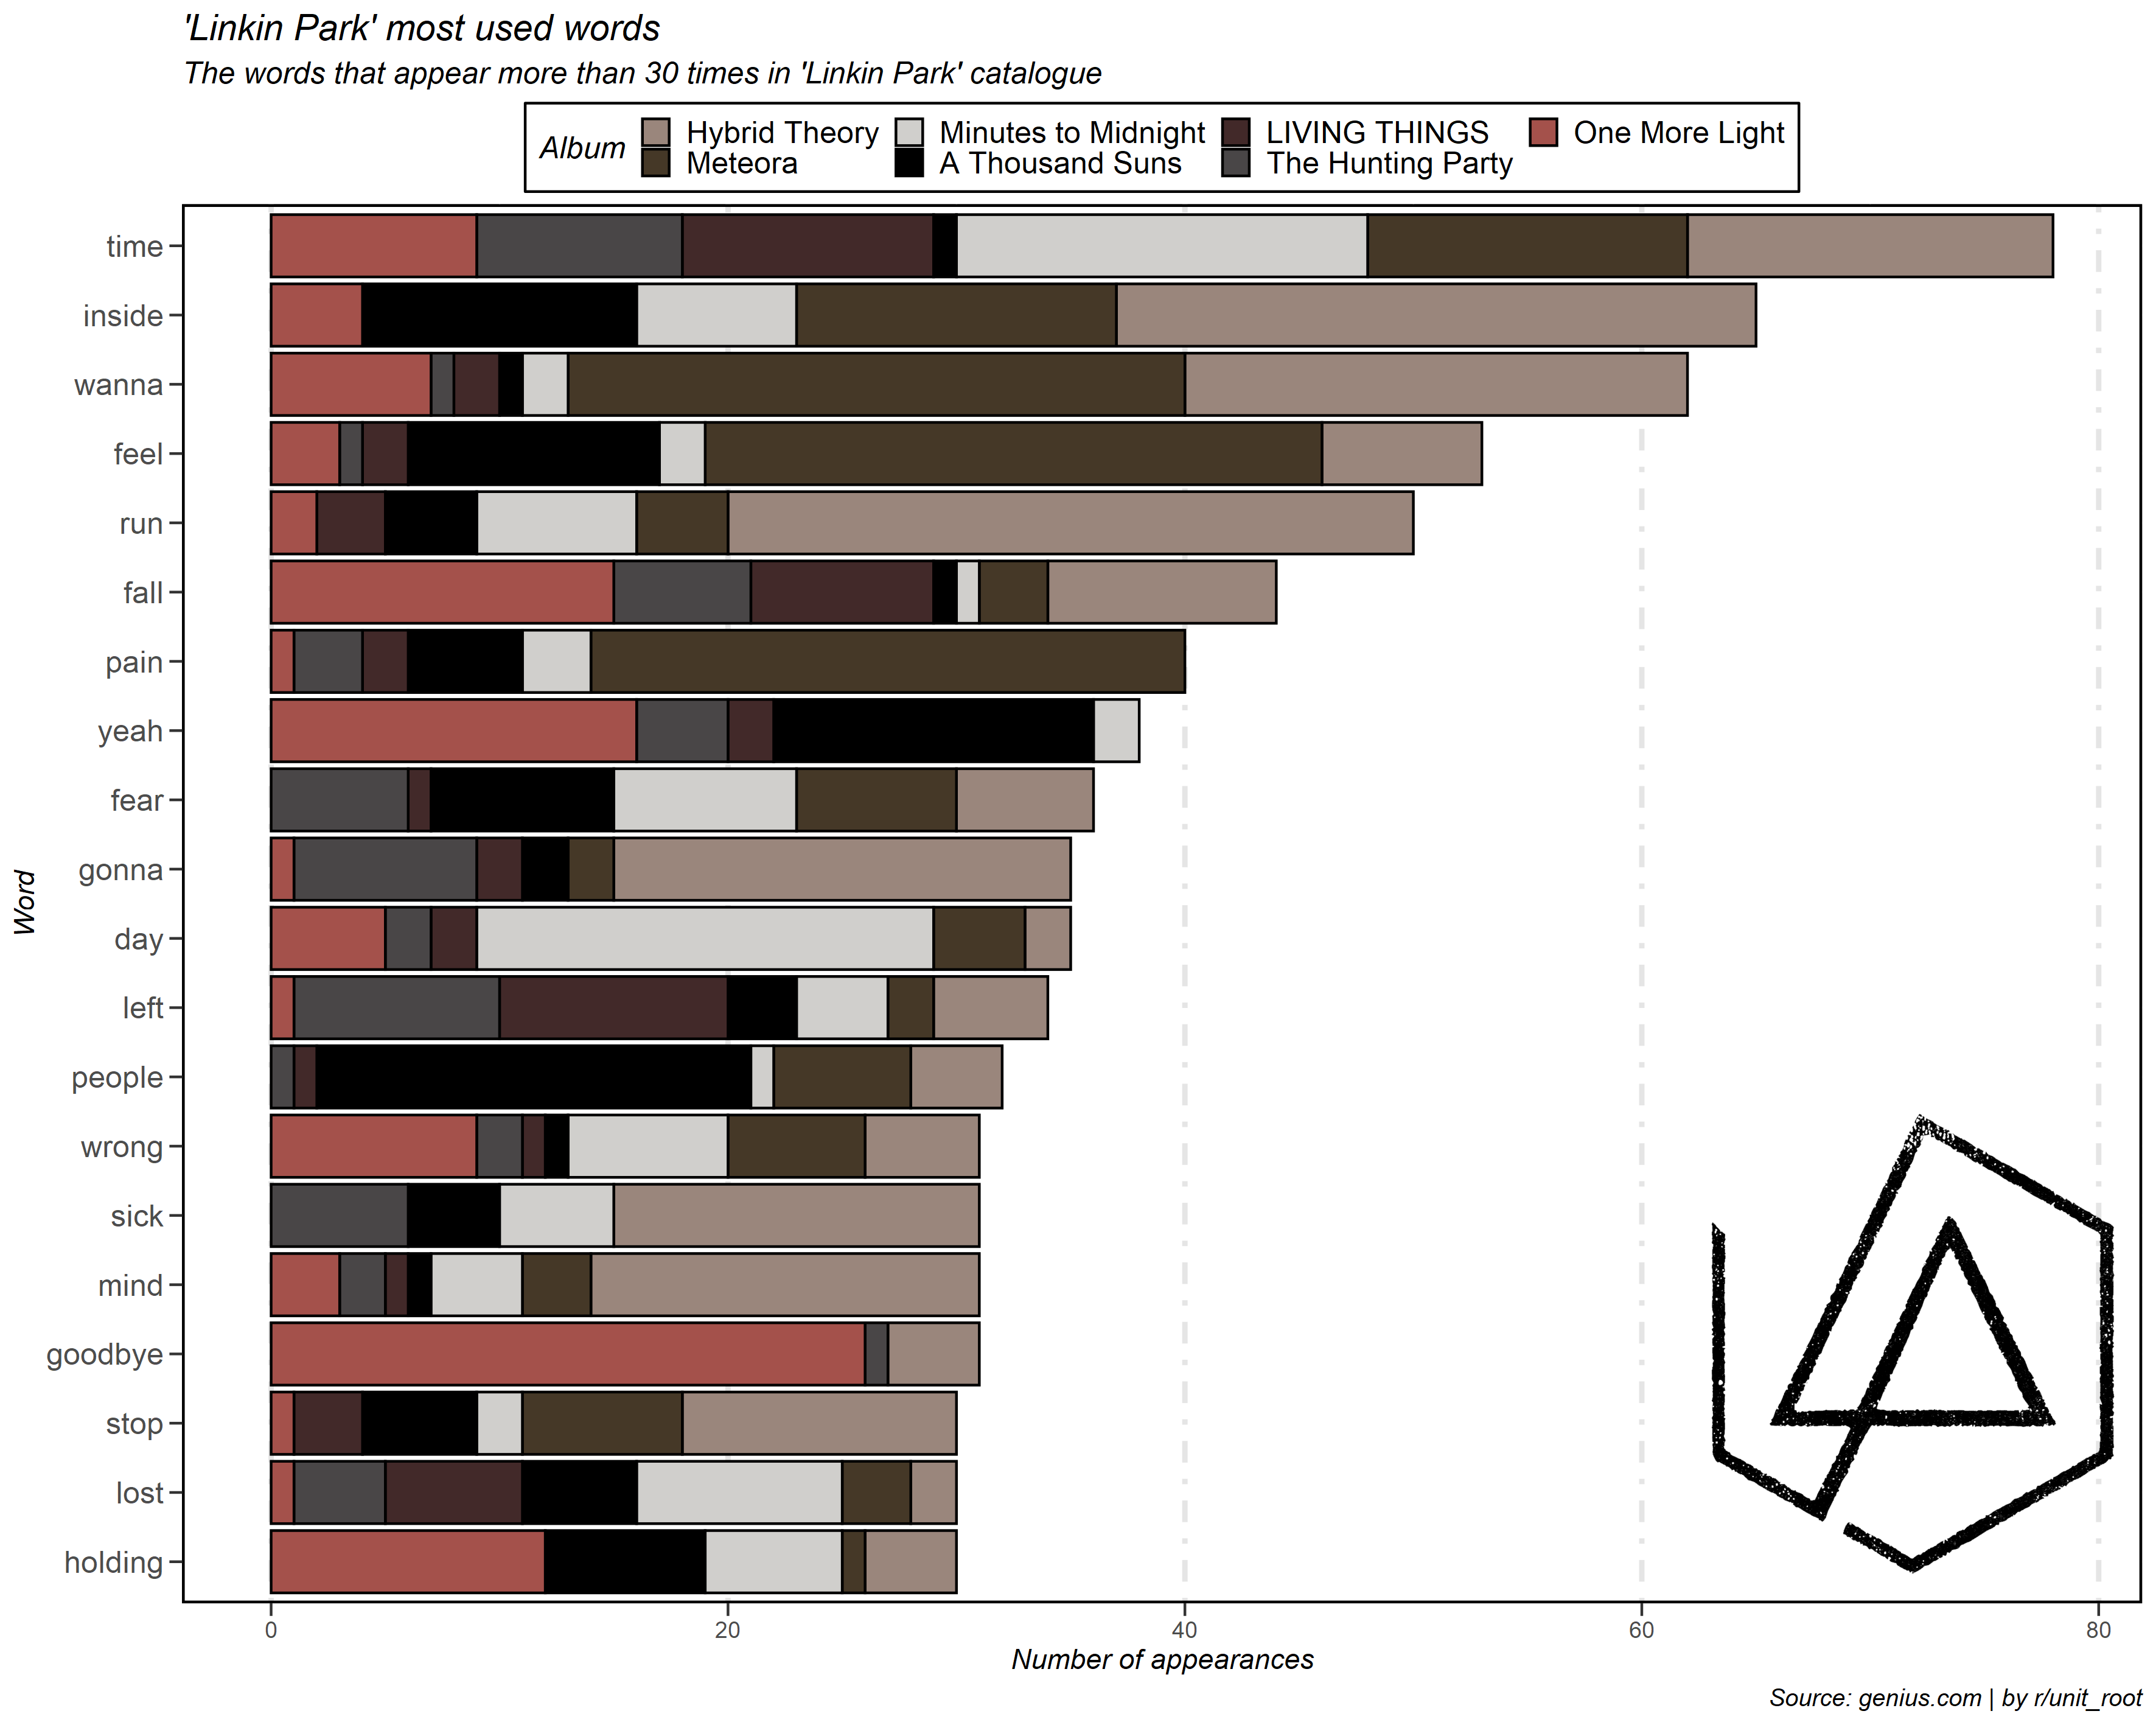 'Linkin Park' most used words
The words that appear more than 30 times in 'Linkin Park' catalogue
Album
Hybrid Theory
Minutes to Midnight
LIVING THINGS
One More Light
Meteora
A Thousand Suns
The Hunting Party
time
inside
wanna
feel
run
fall
pain
yeah
fear
gonna
day
left
people
wrong
sick
mind
goodbye
stop
lost
holding
Word
0 20 40 60 80
Number of appearances
Source: genius.com | by r/unit_root